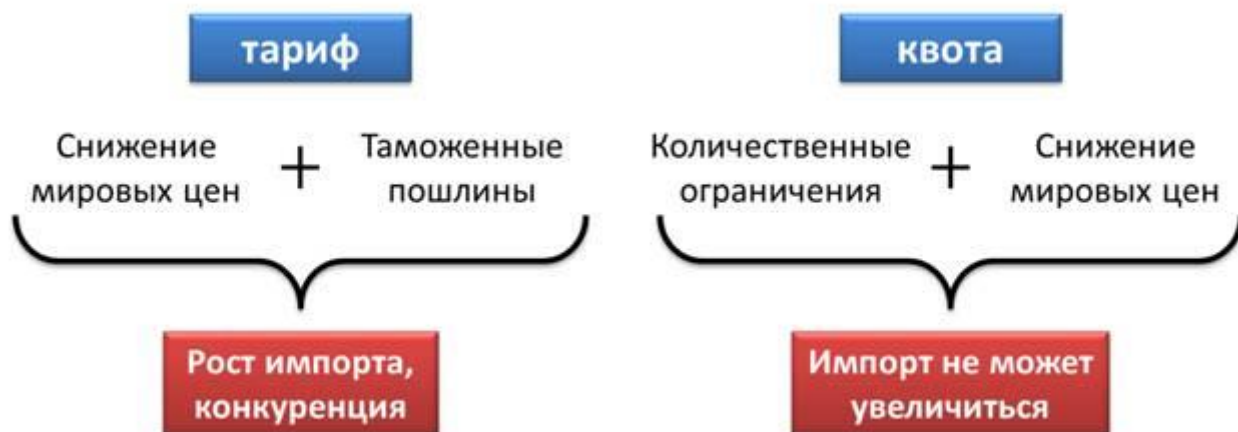 тариф
Снижение
мировых цен
+
Таможенные
пошлины
Рост импорта,
конкуренция
квота
Количественные
ограничения
+
Снижение
мировых цен
Импорт не может
увеличиться